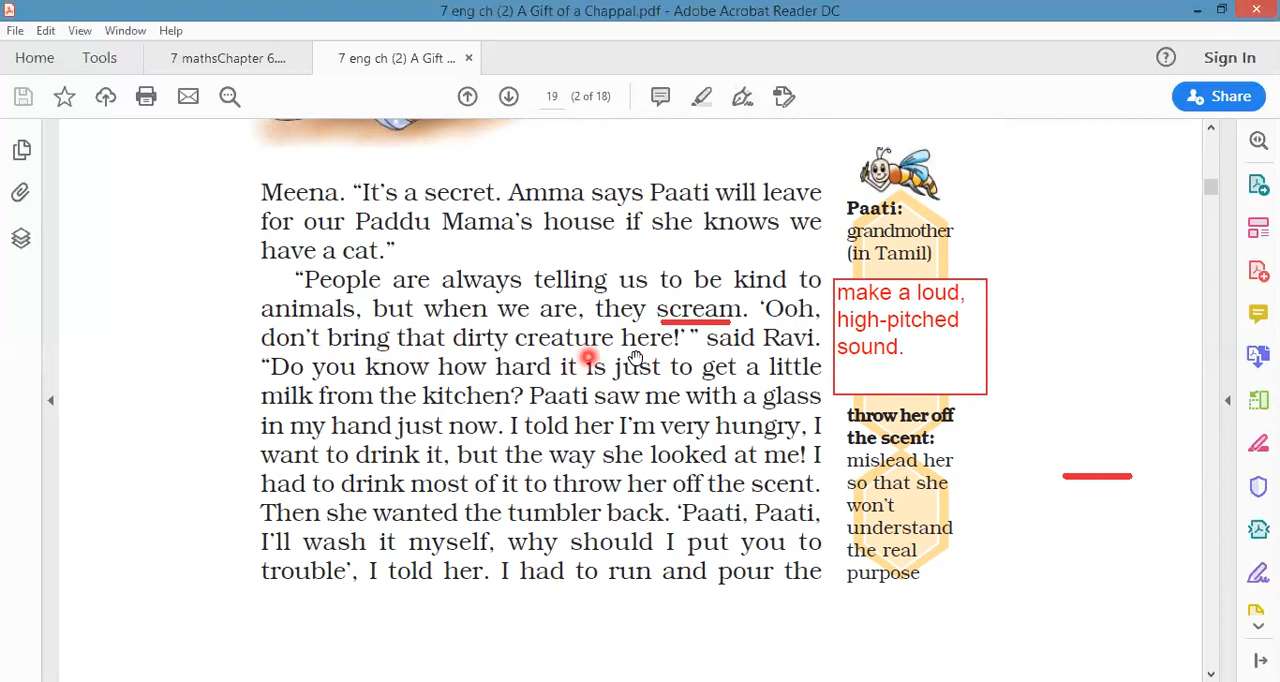 7 eng ch (2) A Gift of a Chappal.pdf - Adobe Acrobat Reader DC
File Edit View Window Help
Home Tools 7 mathsChapter 6.... 7 eng ch (2) A Gift ... × Sign In
19 (2 of 18) Share
Meena. “It’s a secret. Amma says Paati will leave
for our Paddu Mama’s house if she knows we
have a cat.”
“People are always telling us to be kind to
animals, but when we are, they scream. ‘Ooh,
don’t bring that dirty creature here!’ ” said Ravi.
“Do you know how hard it is just to get a little
milk from the kitchen? Paati saw me with a glass
in my hand just now. I told her I’m very hungry, I
want to drink it, but the way she looked at me! I
had to drink most of it to throw her off the scent.
Then she wanted the tumbler back. ‘Paati, Paati,
I’ll wash it myself, why should I put you to
trouble’, I told her. I had to run and pour the
Paati:
grandmother
(in Tamil)
make a loud,
high-pitched
sound.
throw her off
the scent:
mislead her
so that she
won’t
understand
the real
purpose